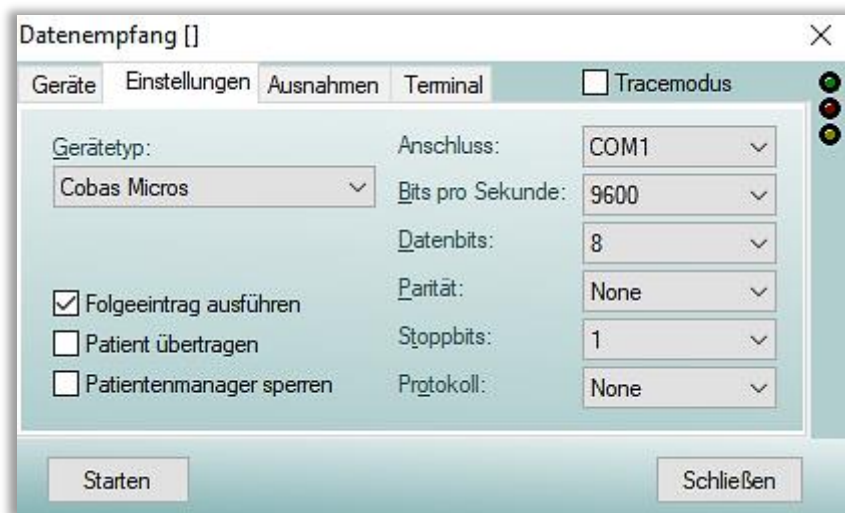 Datenempfang []
Geräte Einstellungen Ausnahmen Terminal Tracemodus
Gerätetyp:
Cobas Micros
Folgeeintrag ausführen
Patient übertragen
Patientenmanager sperren
Anschluss: COM1
Bits pro Sekunde: 9600
Datenbits: 8
Parität: None
Stoppbits: 1
Protokoll: None
Starten Schließen